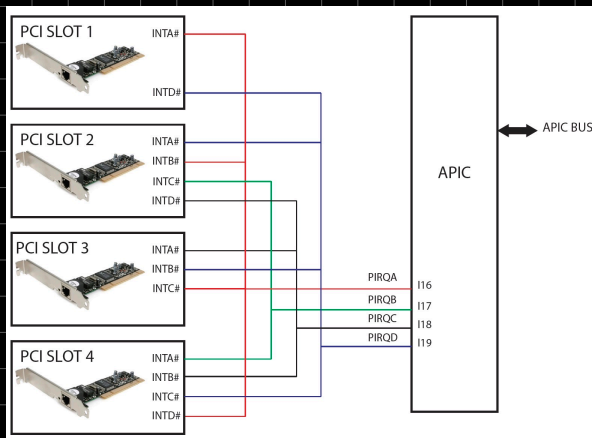 PCI SLOT 1
INTA#
INTD#
PCI SLOT 2
INTA#
INTB#
INTC#
INTD#
PCI SLOT 3
INTA#
INTB#
INTC#
PCI SLOT 4
INTA#
INTB#
INTC#
INTD#
PIRQA
PIRQB
PIRQC
PIRQD
I16
I17
I18
I19
APIC
APIC BUS